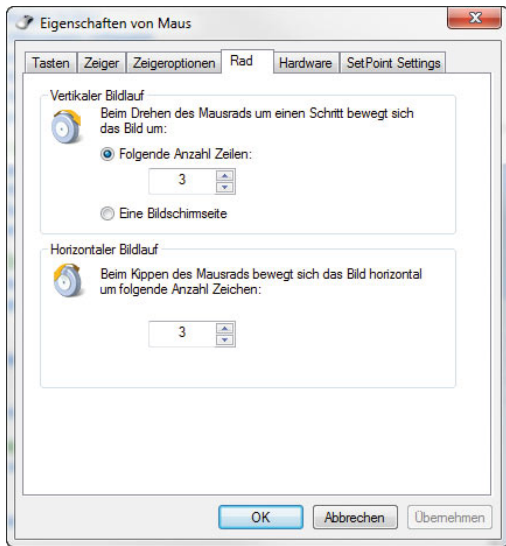 Eigenschaften von Maus
Tasten Zeiger Zeigeroptionen Rad Hardware SetPoint Settings
Vertikaler Bildlauf
Beim Drehen des Mausrads um einen Schritt bewegt sich
das Bild um:
Folgende Anzahl Zeilen:
3
Eine Bildschirmseite
Horizontaler Bildlauf
Beim Kippen des Mausrads bewegt sich das Bild horizontal
um folgende Anzahl Zeichen:
3
OK Abbrechen Übernehmen